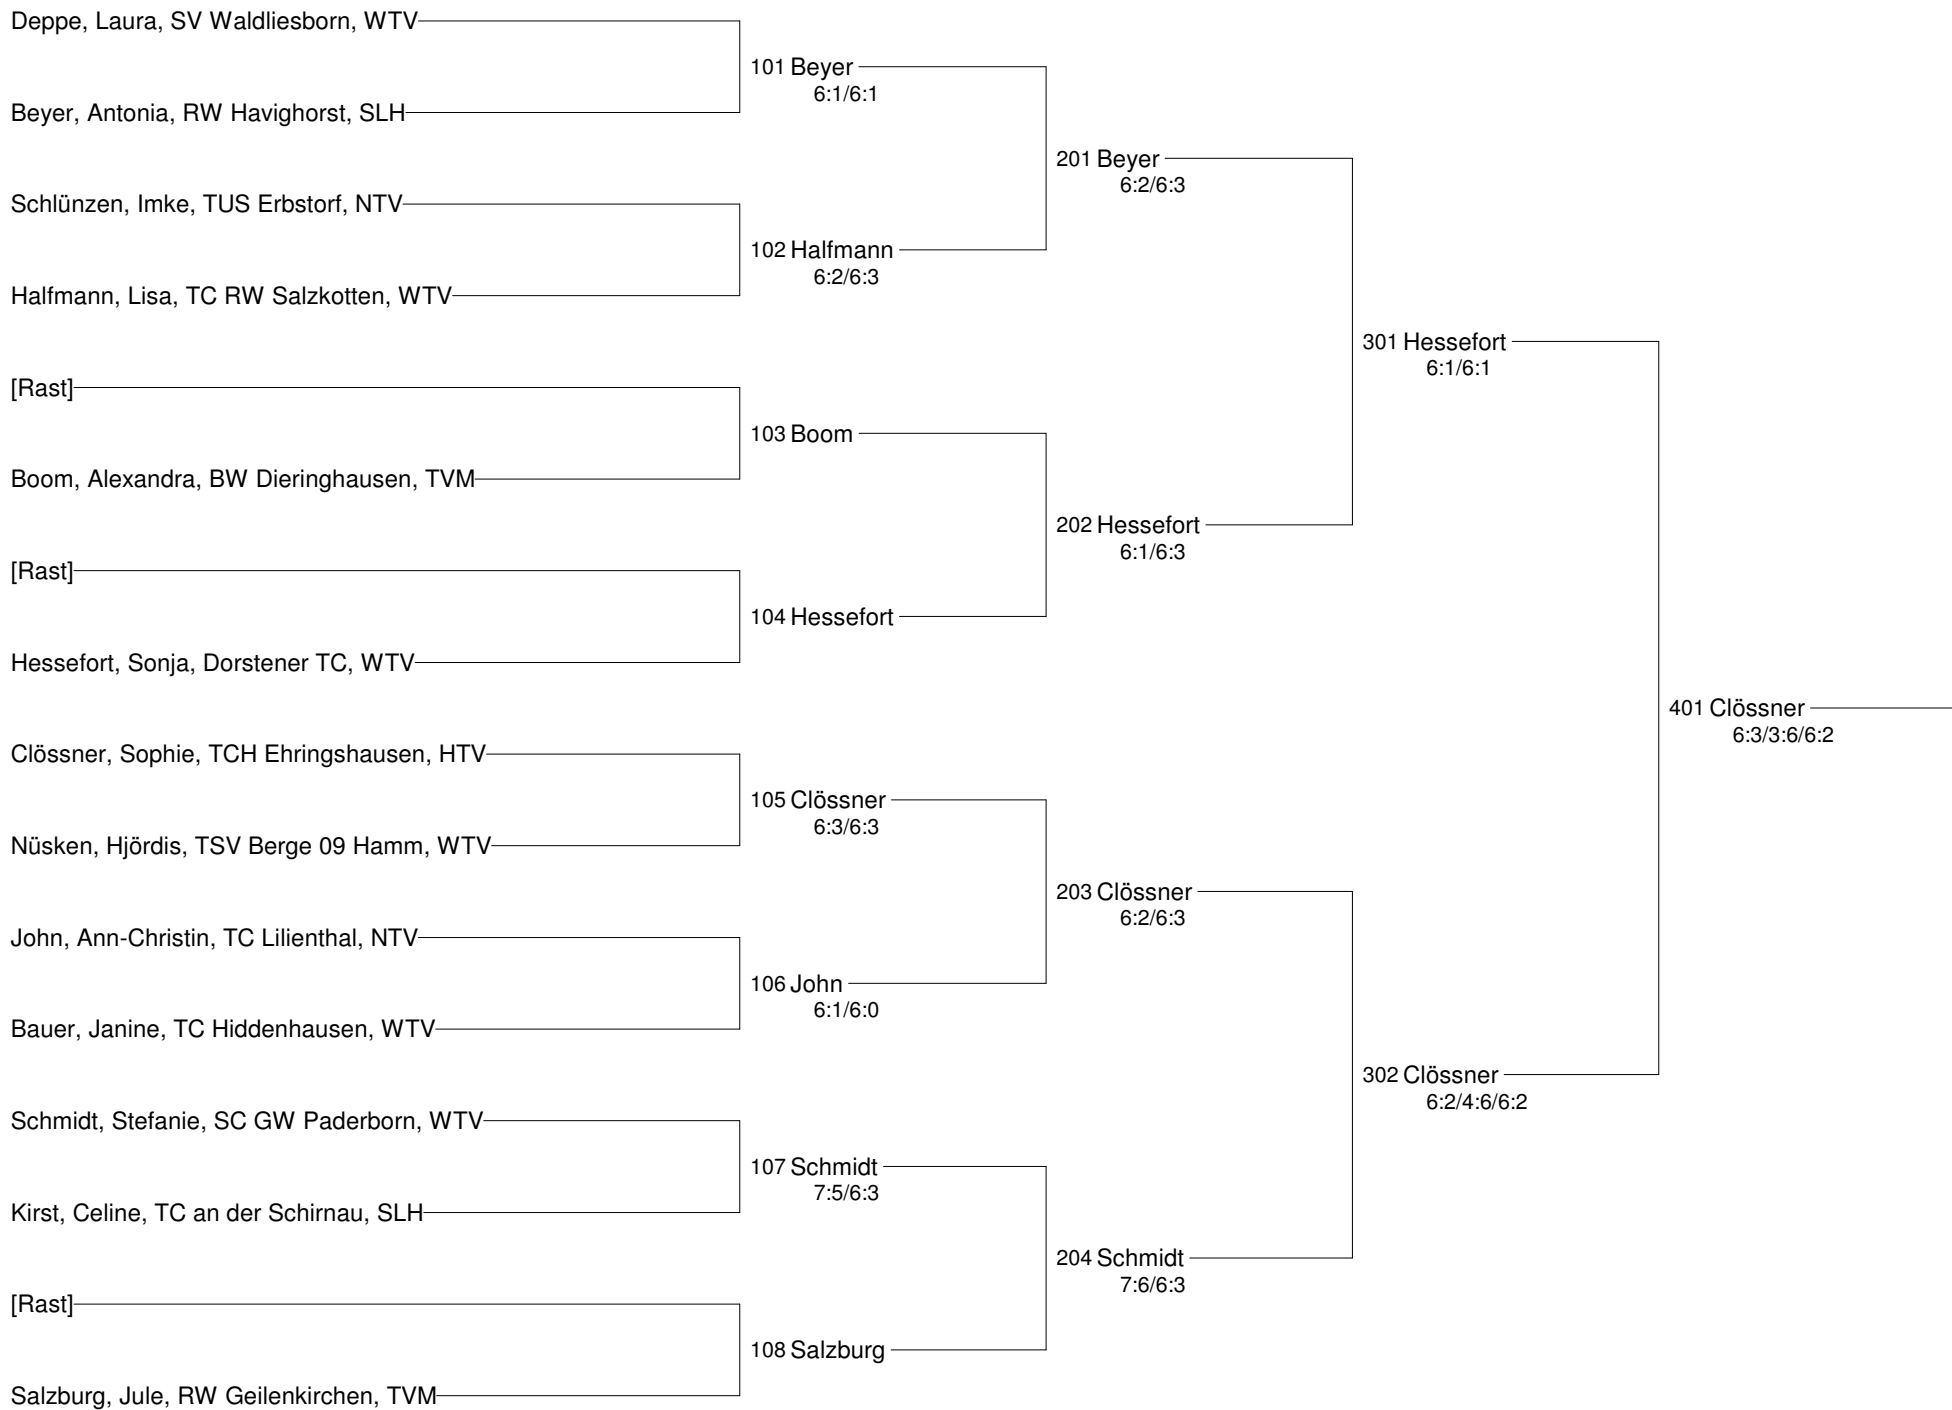 Deppe, Laura, SV Waldliesborn, WTV
101 Beyer
6:1/6:1
Beyer, Antonia, RW Havighorst, SLH
201 Beyer
6:2/6:3
Schlünzen, Imke, TUS Erbstorf, NTV
102 Halfmann
6:2/6:3
Halfmann, Lisa, TC RW Salzkotten, WTV
301 Hessefort
6:1/6:1
[Rast]
103 Boom
Boom, Alexandra, BW Dieringhausen, TVM
202 Hessefort
6:1/6:3
[Rast]
104 Hessefort
Hessefort, Sonja, Dorstener TC, WTV
401 Clössner
6:3/3:6/6:2
Clössner, Sophie, TCH Ehringshausen, HTV
105 Clössner
6:3/6:3
Nüsken, Hjördis, TSV Berge 09 Hamm, WTV
203 Clössner
6:2/6:3
John, Ann-Christin, TC Lilienthal, NTV
106 John
6:1/6:0
Bauer, Janine, TC Hiddenhausen, WTV
302 Clössner
6:2/4:6/6:2
Schmidt, Stefanie, SC GW Paderborn, WTV
107 Schmidt
7:5/6:3
Kirst, Celine, TC an der Schirnau, SLH
204 Schmidt
7:6/6:3
[Rast]
108 Salzburg
Salzburg, Jule, RW Geilenkirchen, TVM